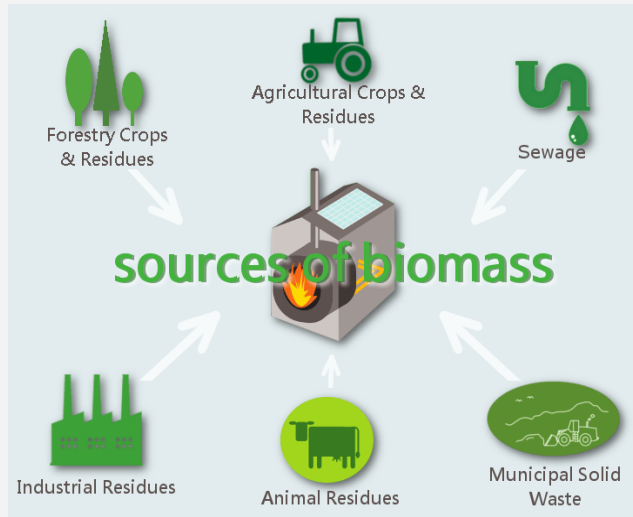 Forestry Crops
& Residues
Agricultural Crops &
Residues
Sewage
sources of biomass
Industrial Residues
Animal Residues
Municipal Solid
Waste